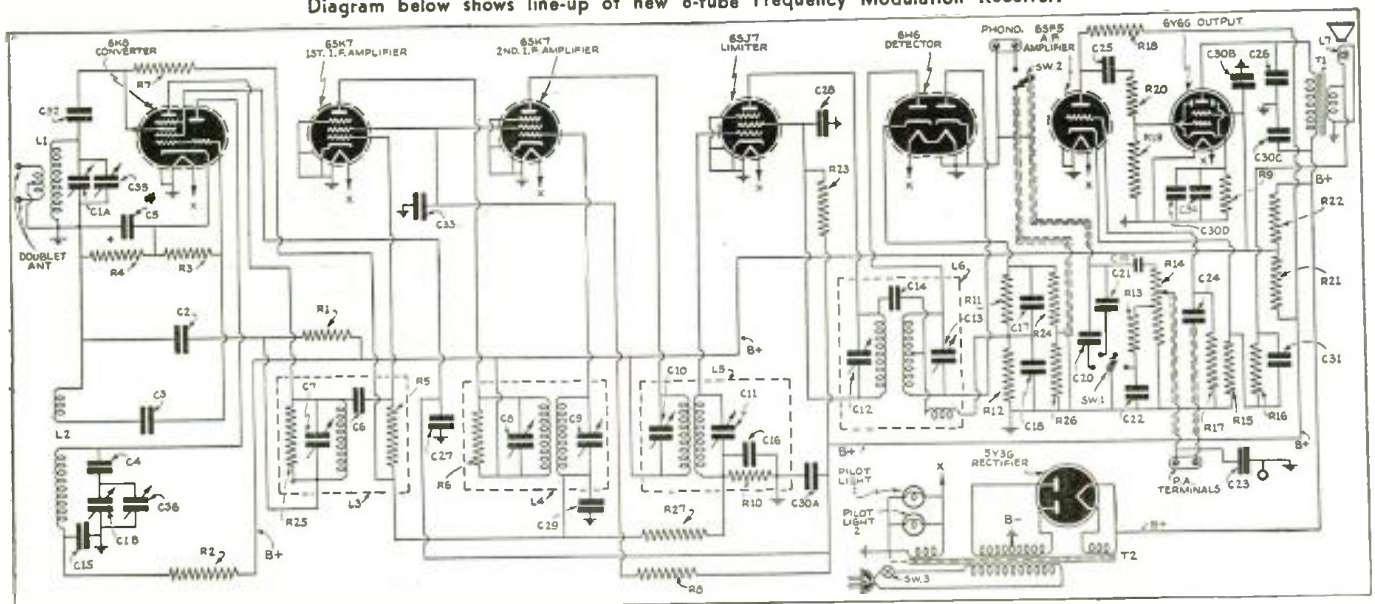 Diagram below shows line-up of new 8-tube Frequency Modulation Receiver.
6K8 CONVERTER
6SK7 1ST. I.F. AMPLIFIER
6SK7 2ND. I.F. AMPLIFIER
6SJ7 LIMITER
6H6 DETECTOR
PHONO.
6SF5 A.F. AMPLIFIER
6Y6G OUTPUT
R7
SW.2
C25
R18
C30B
C26
L7
T1
C32
C28
R20
L1
R19
C30C
R23
C35
C1A
X
X
X
X
X
X
R9
B+
C33
C34
R22
C5
C30D
DOUBLET ANT
R4
R3
L6
C21
R14
C24
R21
C14
R11
R13
C2
R1
C13
C17
R24
B+
C31
C7
R5
C10
L5
C11
C20
C12
SW.1
C3
C6
C8
C9
R12
C18
R26
C22
R17
R15
R16
L2
C27
C16
B+
B+
R6
5Y3G RECTIFIER
C4
R10
C30A
PILOT LIGHT 1
X
P.A. TERMINALS
C23
C36
R25
L3
L4
C29
R27
PILOT LIGHT 2
C1B
B-
B+
C15
R2
B+
T2
R8
SW.3